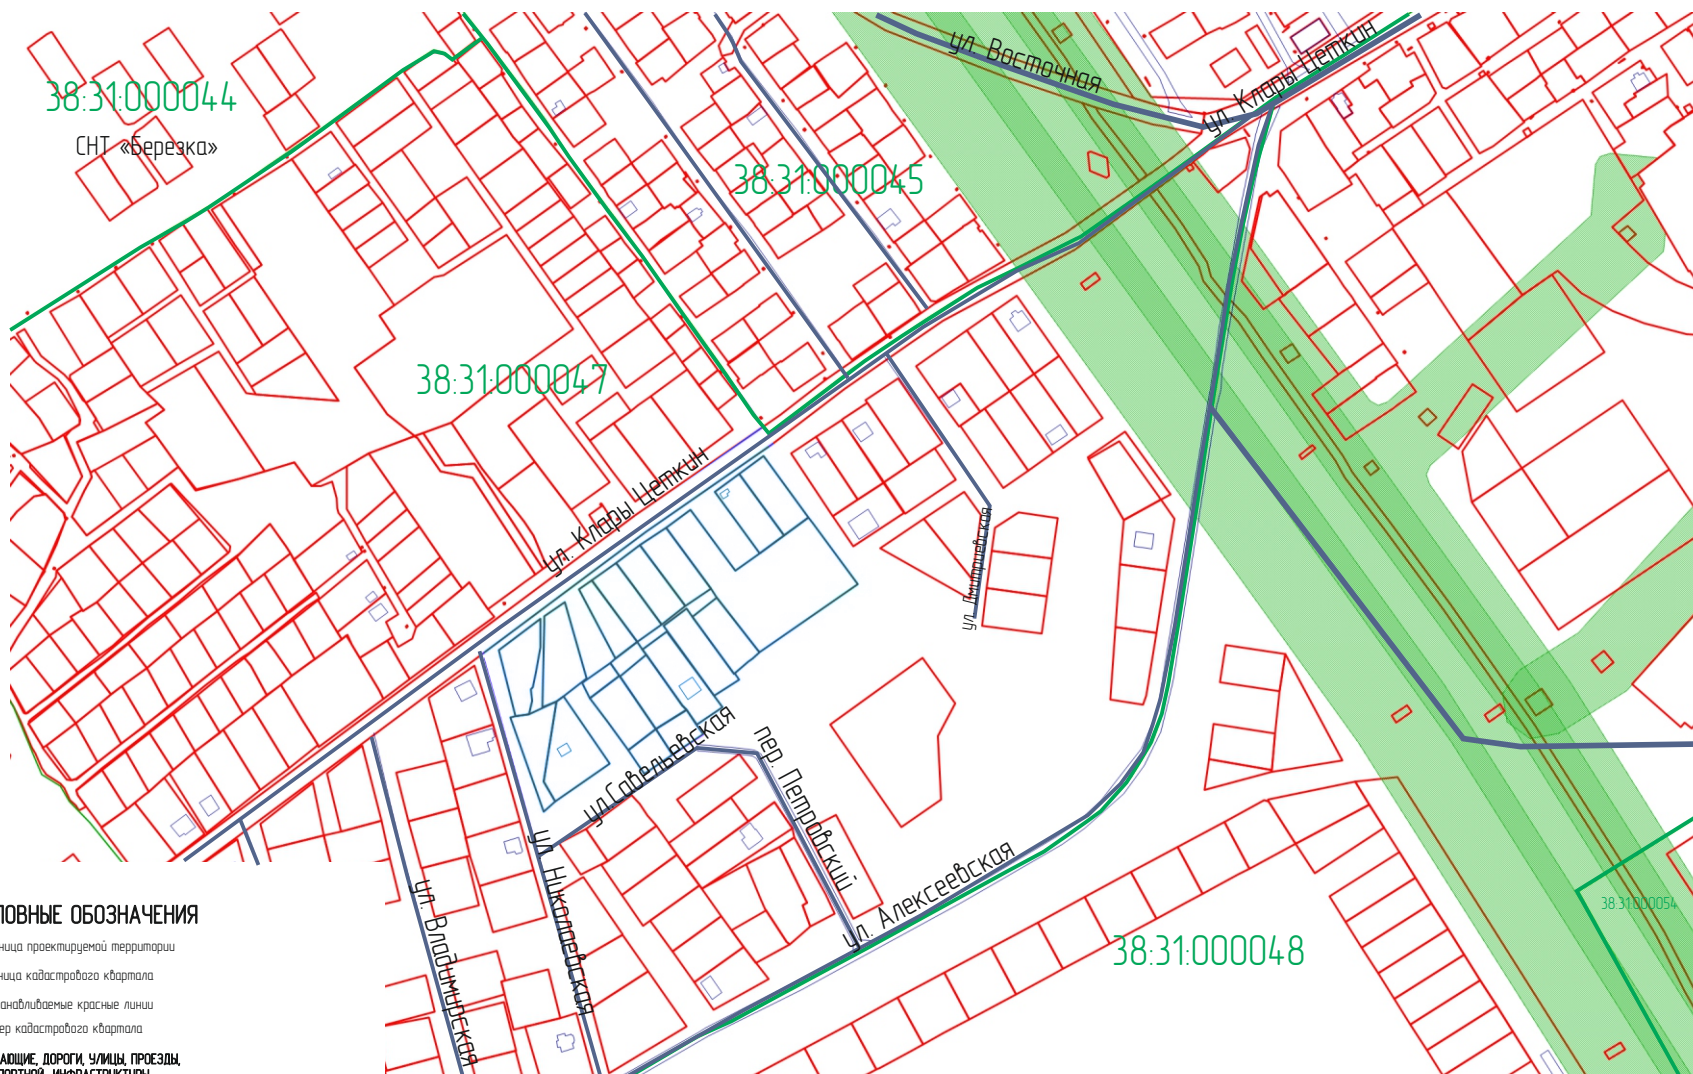 38:31:000044
СНТ «Березка»
ул. Восточная
ул. Клары Цеткин
38:31:000045
38:31:000047
ул. Клары Цеткин
ул. Дмитриевская
ул.Савельевская
пер. Петровский
ул. Николаевская
ул. Владимирская
ул. Алексеевская
38:31:000048
38:31:000054
ЛОВНЫЕ ОБОЗНАЧЕНИЯ
ница проектируемой территории
ница кадастрового квартала
анавливаемые красные линии
ер кадастрового квартала
АЮЩИЕ, ДОРОГИ, УЛИЦЫ, ПРОЕЗДЫ,